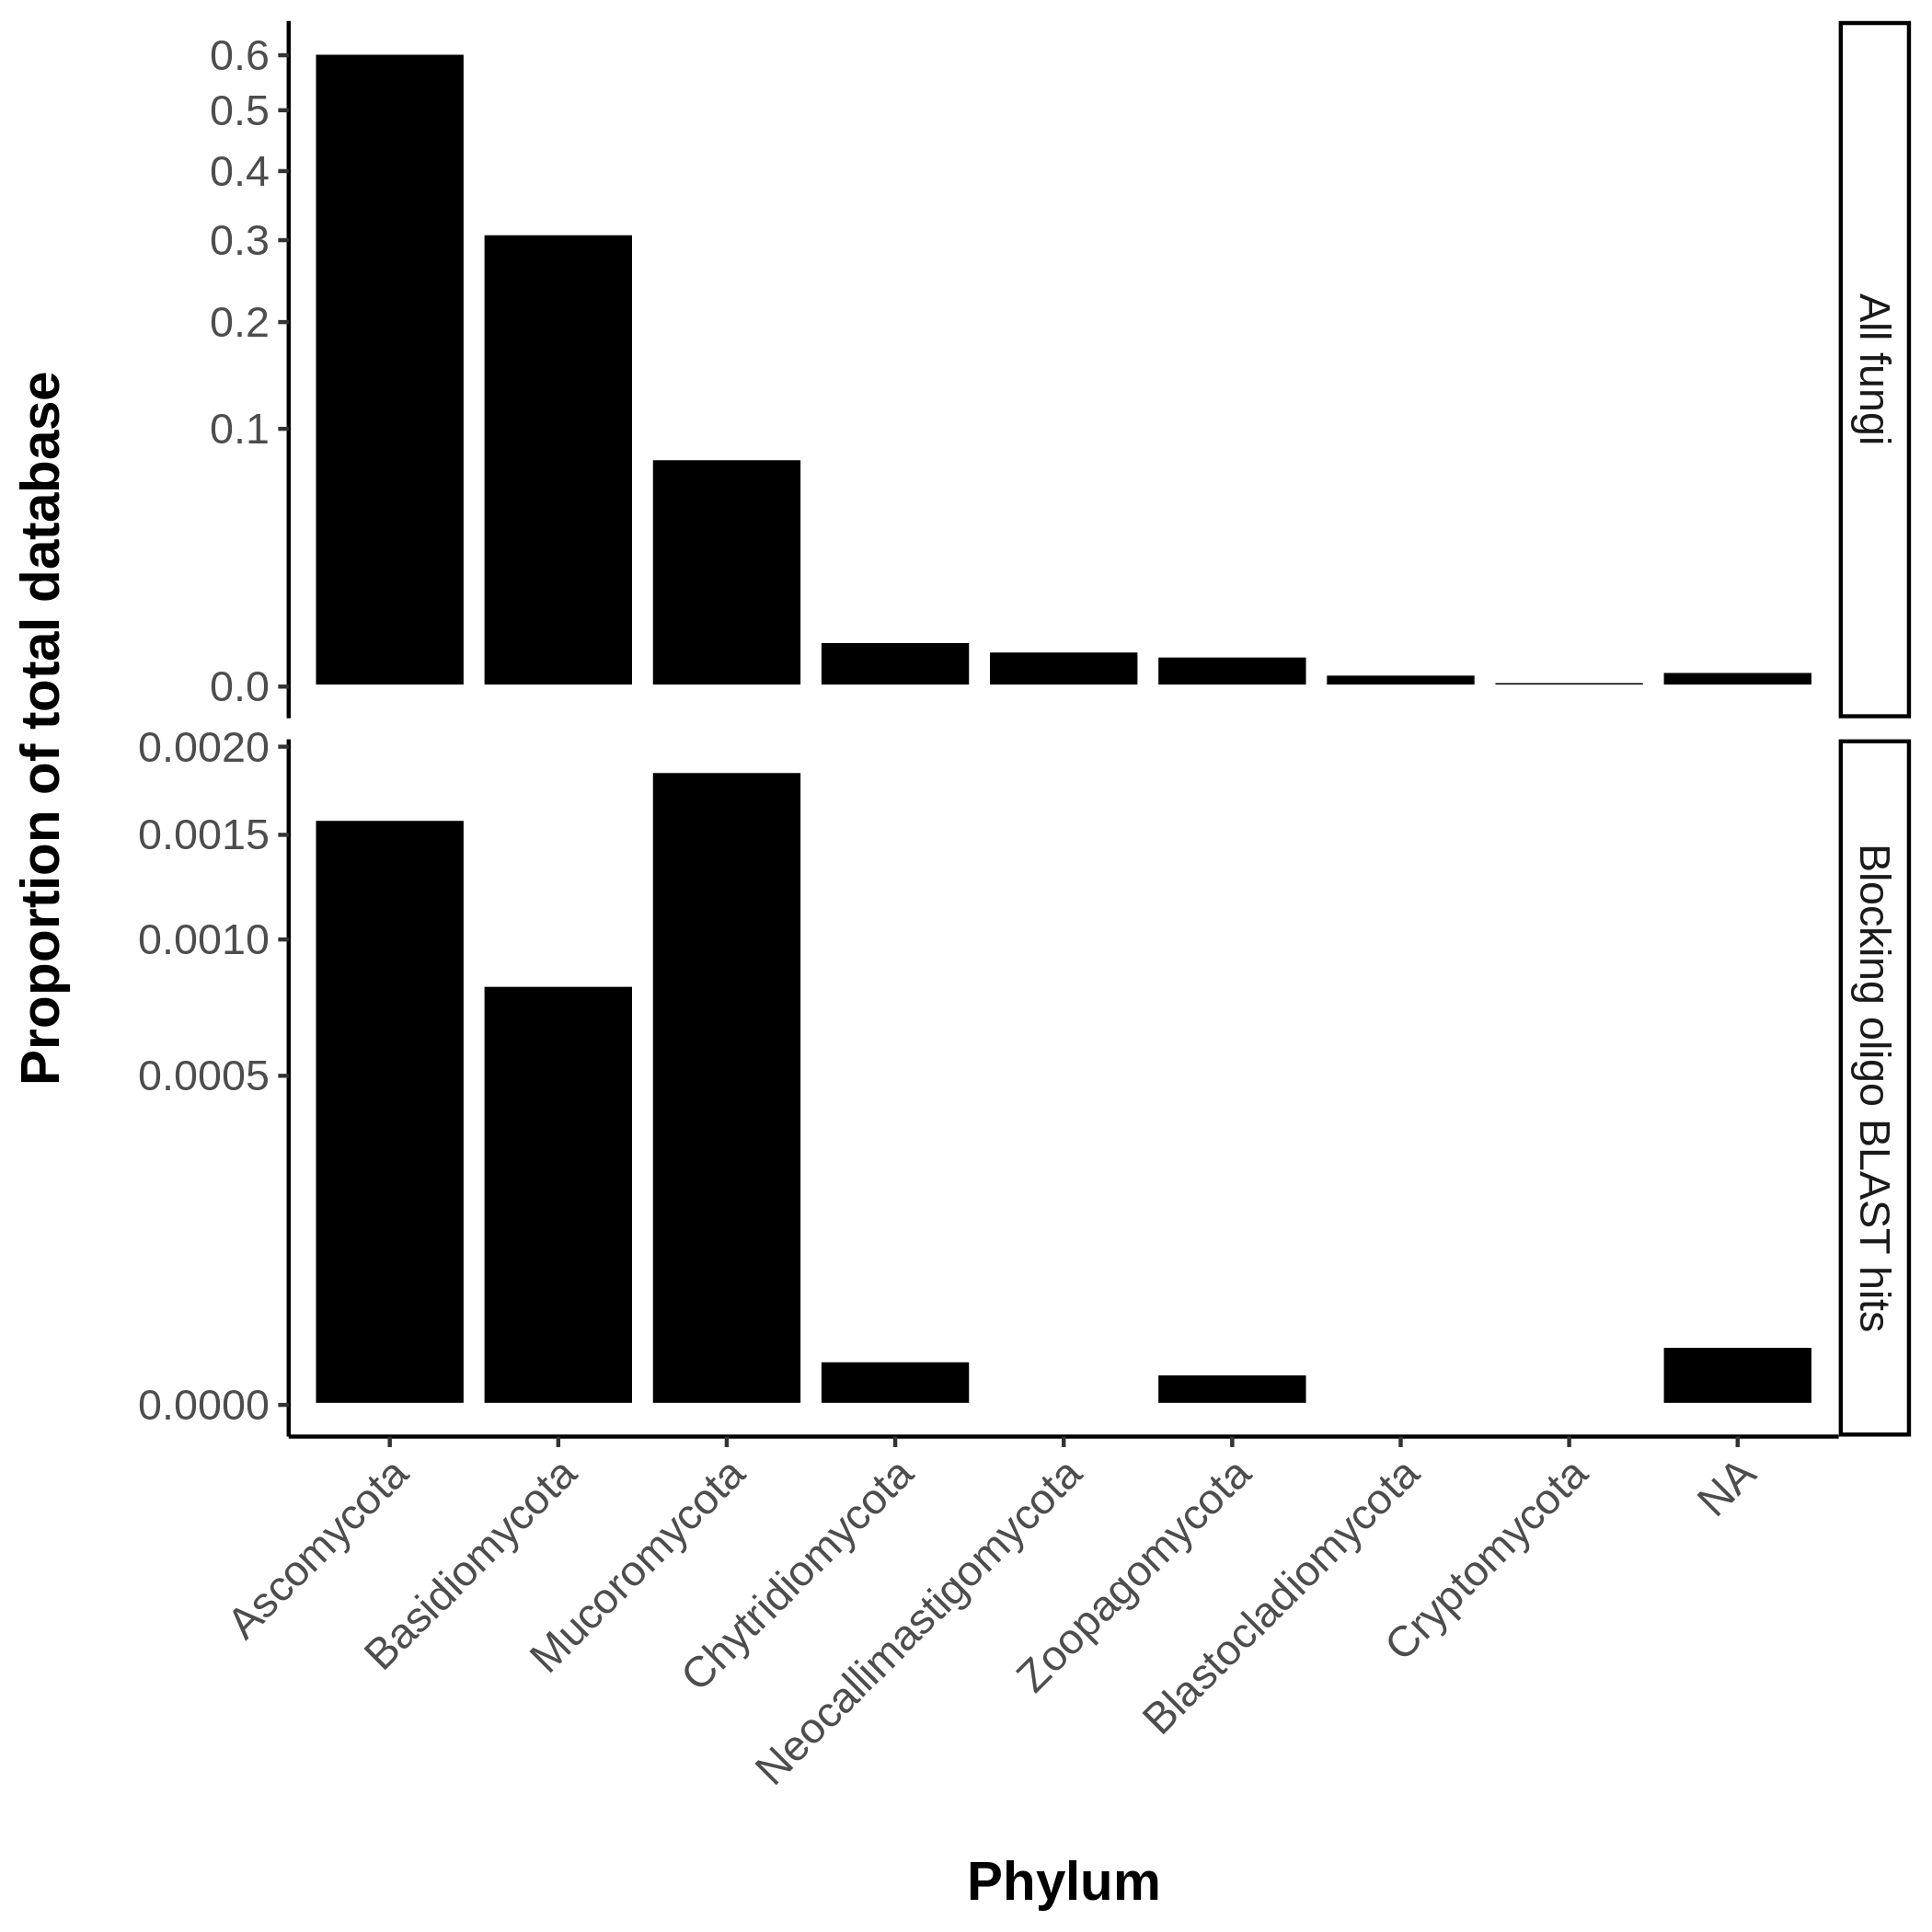 Proportion of total database
0.6
0.5
0.4
0.3
0.2
0.1
0.0
All fungi
0.0020
0.0015
0.0010
0.0005
0.0000
Blocking oligo BLAST hits
Ascomycota
Basidiomycota
Mucoromycota
Chytridiomycota
Neocallimastigomycota
Zoopagomycota
Blastocladiomycota
Cryptomycota
NA
Phylum